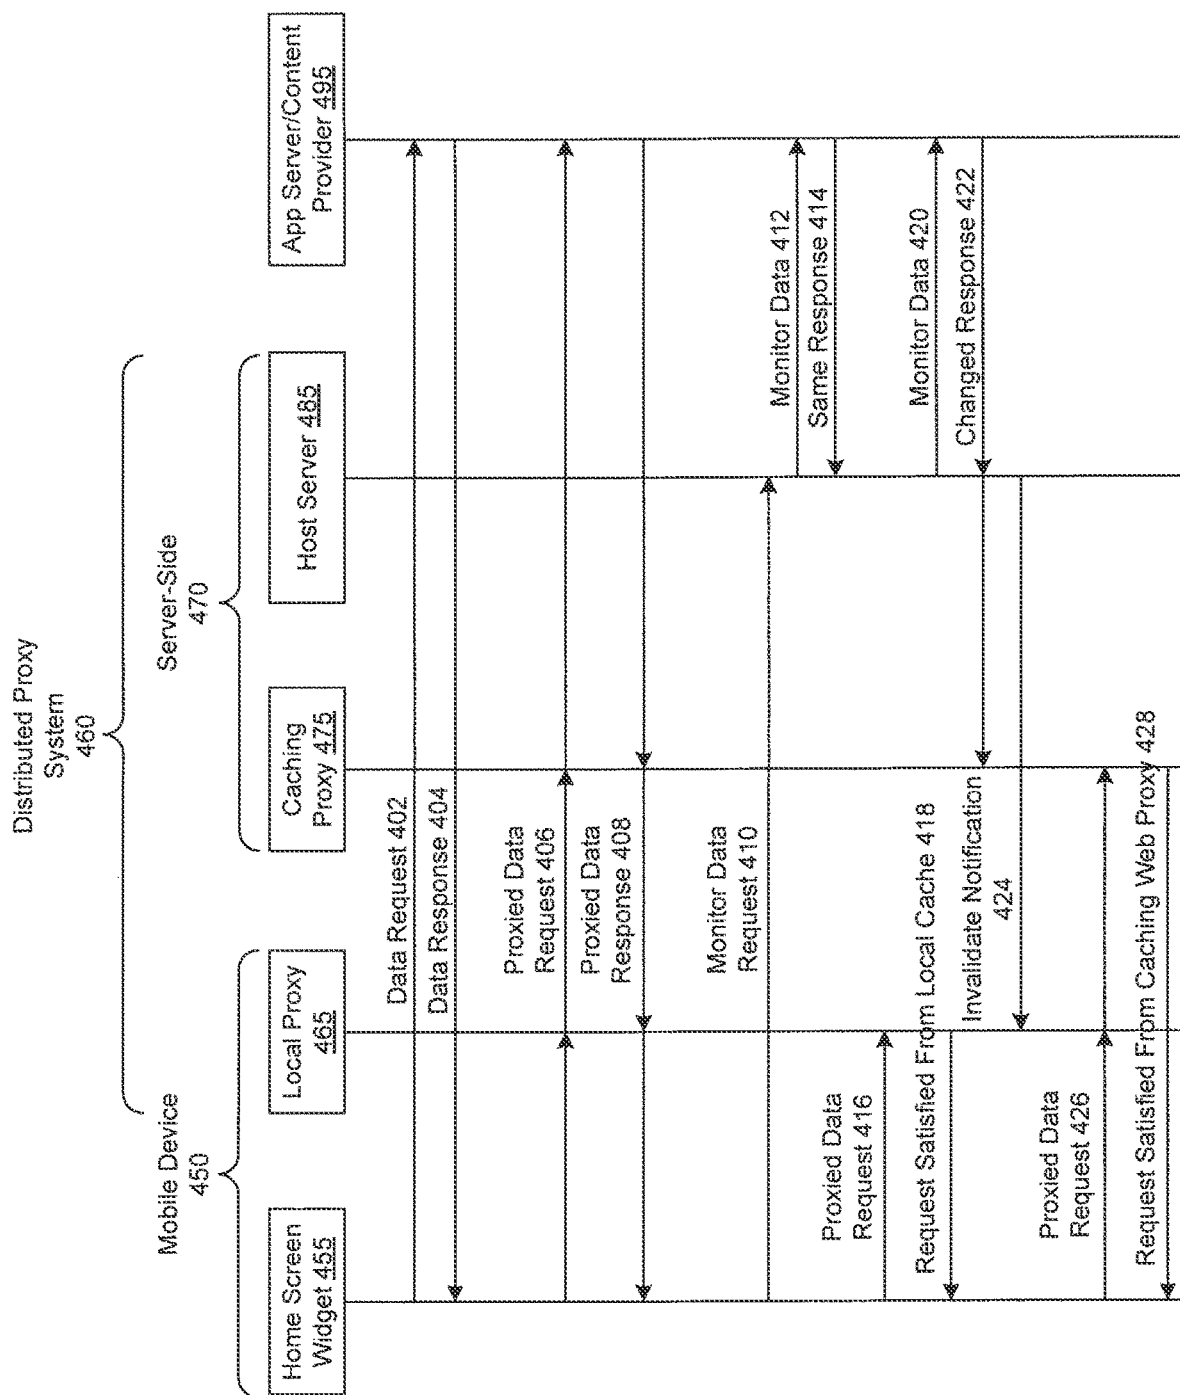 Distributed Proxy
System
460
Mobile Device
450
Server-Side
470
Home Screen
Widget 455
Local Proxy
465
Caching
Proxy 475
Host Server 485
App Server/Content
Provider 495
Data Request 402
Data Response 404
Proxied Data
Request 406
Proxied Data
Response 408
Monitor Data
Request 410
Monitor Data 412
Same Response 414
Proxied Data
Request 416
Request Satisfied From Local Cache 418
Monitor Data 420
Changed Response 422
Invalidate Notification
424
Proxied Data
Request 426
Request Satisfied From Caching Web Proxy 428